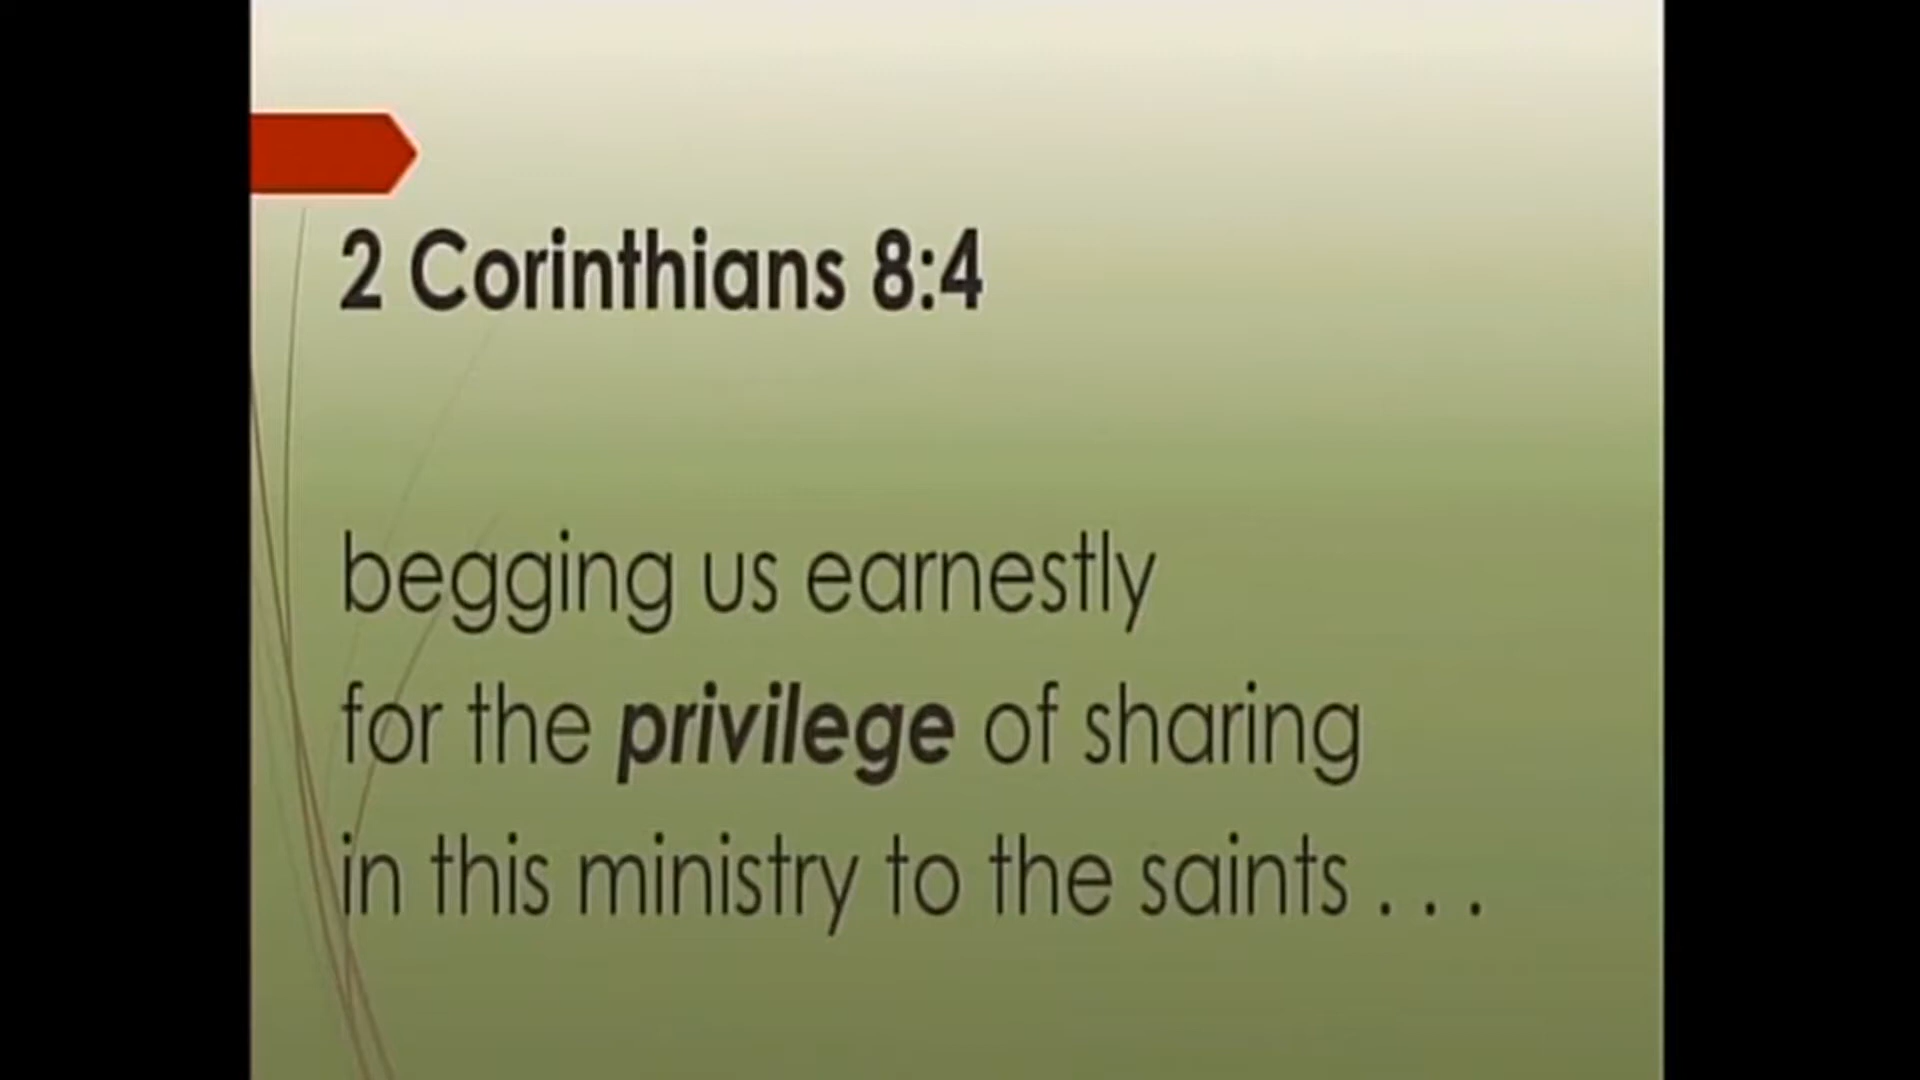 2 Corinthians 8:4
begging us earnestly
for the privilege of sharing
in this ministry to the saints . . .